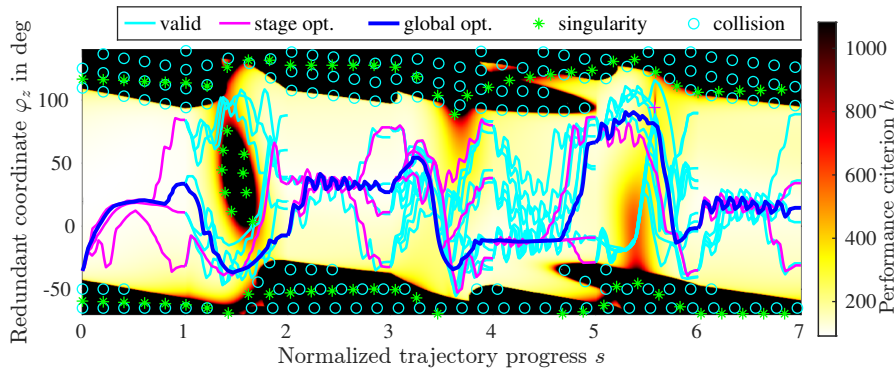 valid stage opt. global opt. singularity collision
Redundant coordinate φz in deg
100
50
0
-50
0 1 2 3 4 5 6 7
Normalized trajectory progress s
1000
800
600
400
200
Performance criterion h